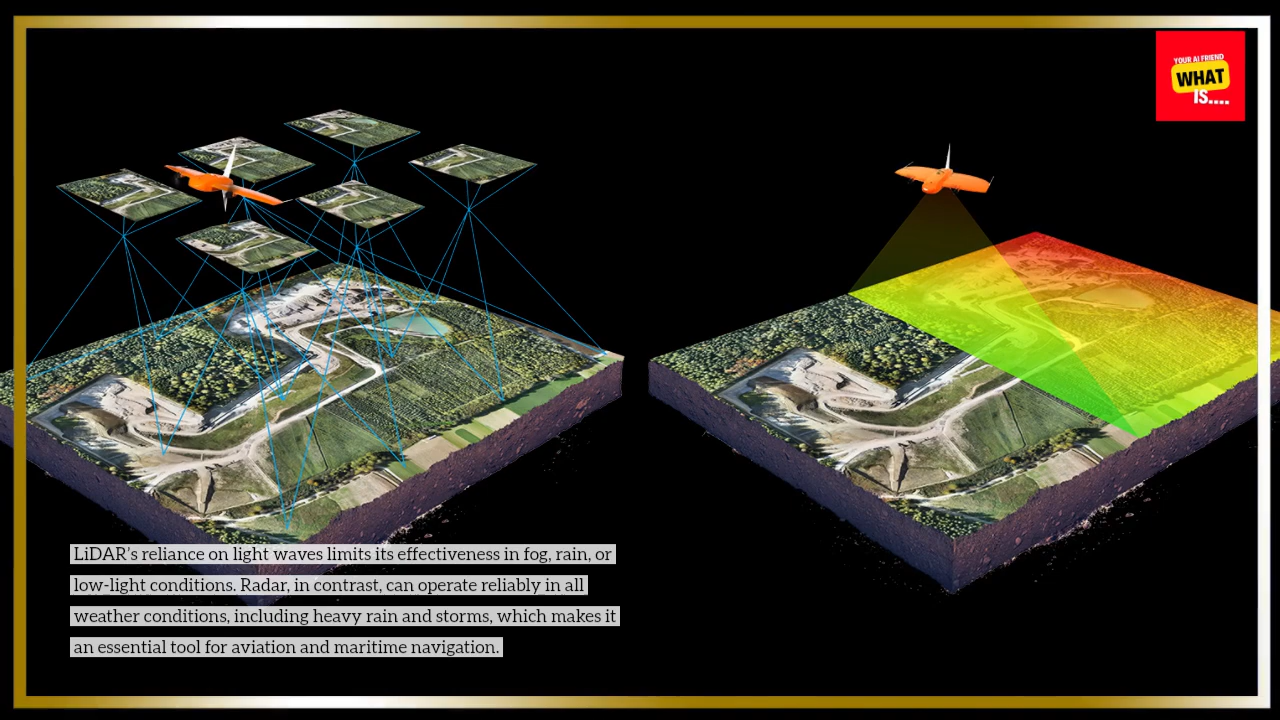 YOUR AI FRIEND
WHAT
IS....
LiDAR's reliance on light waves limits its effectiveness in fog, rain, or
low-light conditions. Radar, in contrast, can operate reliably in all
weather conditions, including heavy rain and storms, which makes it
an essential tool for aviation and maritime navigation.